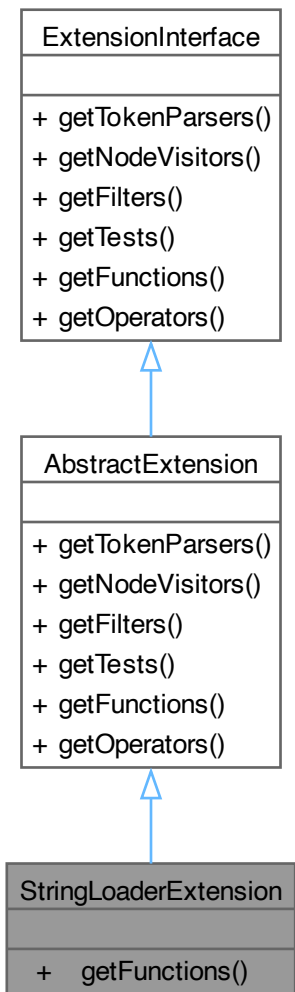 ExtensionInterface
+ getTokenParsers()
+ getNodeVisitors()
+ getFilters()
+ getTests()
+ getFunctions()
+ getOperators()
AbstractExtension
+ getTokenParsers()
+ getNodeVisitors()
+ getFilters()
+ getTests()
+ getFunctions()
+ getOperators()
StringLoaderExtension
+ getFunctions()